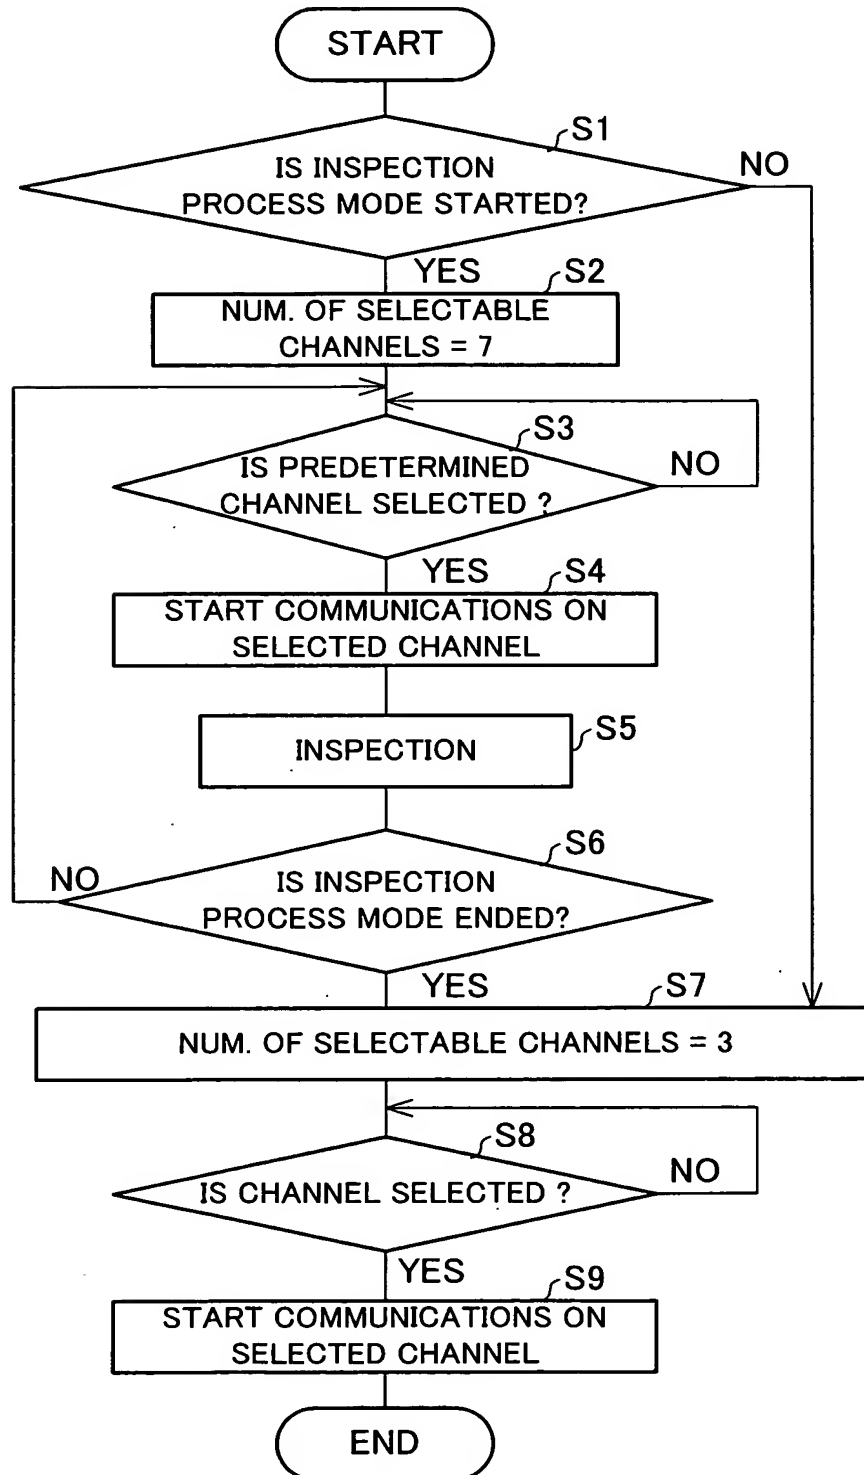 START
S1
IS INSPECTION
PROCESS MODE STARTED?
NO
YES
S2
NUM. OF SELECTABLE
CHANNELS = 7
S3
IS PREDETERMINED
CHANNEL SELECTED ?
NO
YES
S4
START COMMUNICATIONS ON
SELECTED CHANNEL
INSPECTION
S5
S6
NO
IS INSPECTION
PROCESS MODE ENDED?
YES
S7
NUM. OF SELECTABLE CHANNELS = 3
S8
IS CHANNEL SELECTED ?
NO
YES
S9
START COMMUNICATIONS ON
SELECTED CHANNEL
END